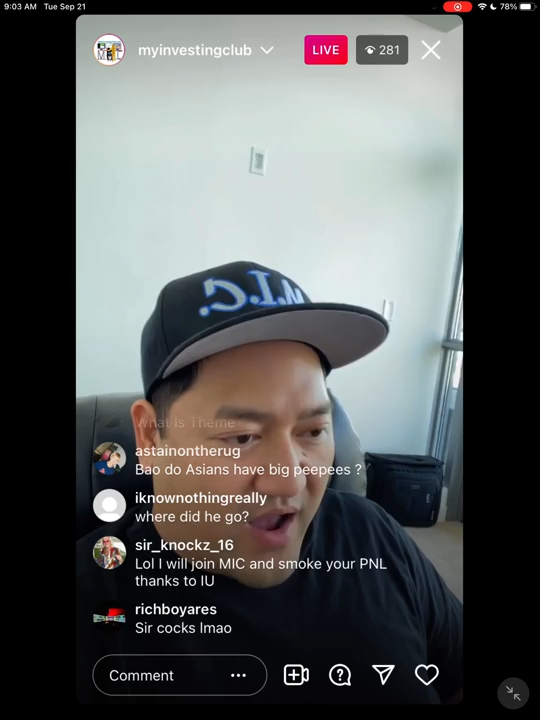 9:03 AM Tue Sep 21
78%
myinvestingclub
LIVE
281
M.I.C.
What Is Theme
astainontherug
Bao do Asians have big peepees ?
iknownothingreally
where did he go?
sir_knockz_16
Lol I will join MIC and smoke your PNL
thanks to IU
richboyares
Sir cocks lmao
Comment